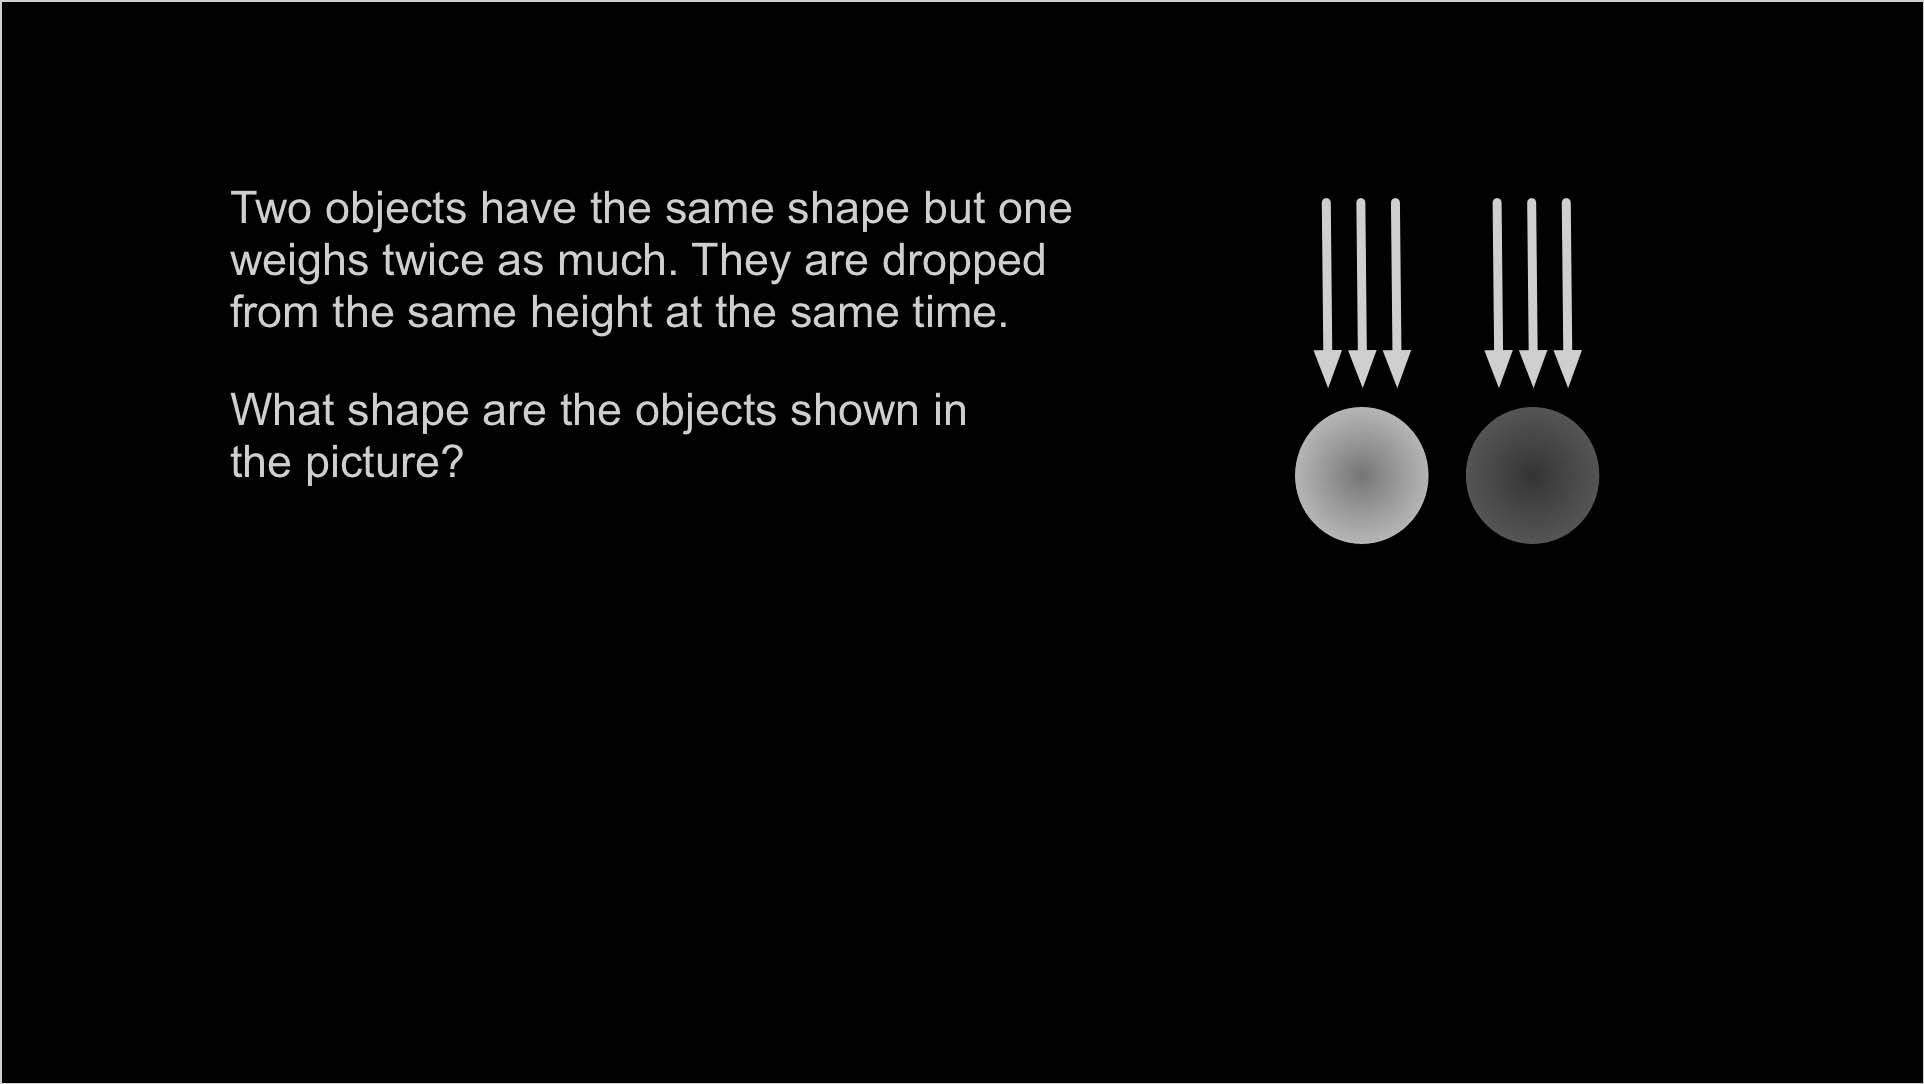 Two objects have the same shape but one
weighs twice as much. They are dropped
from the same height at the same time.
What shape are the objects shown in
the picture?